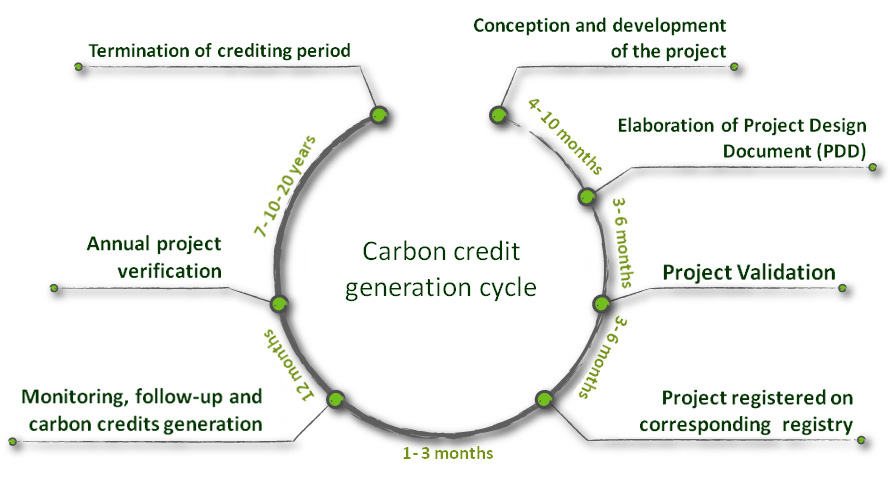 Conception and development
of the project
4-10 months
Elaboration of Project Design
Document (PDD)
3-6 months
Project Validation
3-6 months
Project registered on
corresponding registry
1-3 months
Monitoring, follow-up and
carbon credits generation
12 months
Annual project
verification
7-10-20 years
Termination of crediting period
Carbon credit
generation cycle